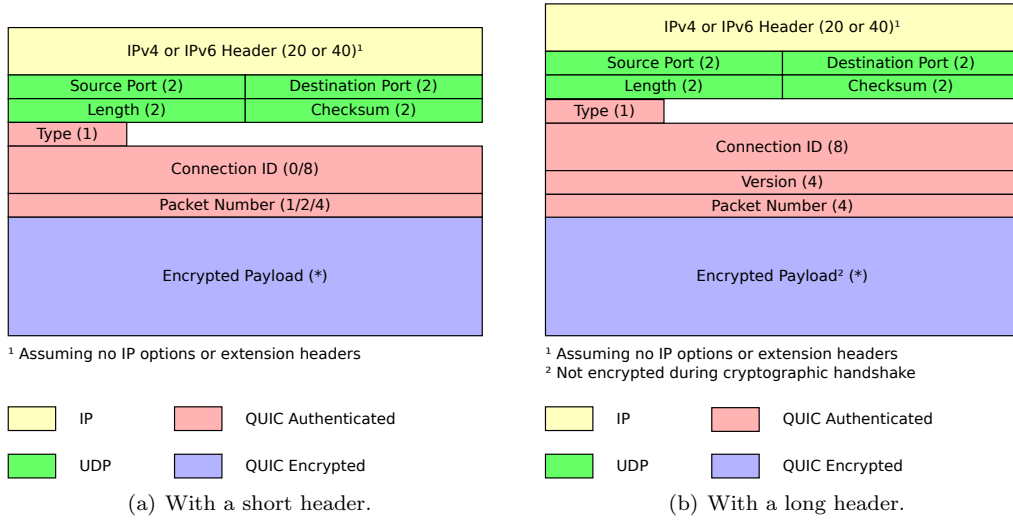 IPv4 or IPv6 Header (20 or 40)¹
Source Port (2) Destination Port (2)
Length (2) Checksum (2)
Type (1)
Connection ID (0/8)
Packet Number (1/2/4)
Encrypted Payload (*)
¹ Assuming no IP options or extension headers
IP QUIC Authenticated
UDP QUIC Encrypted
(a) With a short header.
IPv4 or IPv6 Header (20 or 40)¹
Source Port (2) Destination Port (2)
Length (2) Checksum (2)
Type (1)
Connection ID (8)
Version (4)
Packet Number (4)
Encrypted Payload² (*)
¹ Assuming no IP options or extension headers
² Not encrypted during cryptographic handshake
IP QUIC Authenticated
UDP QUIC Encrypted
(b) With a long header.